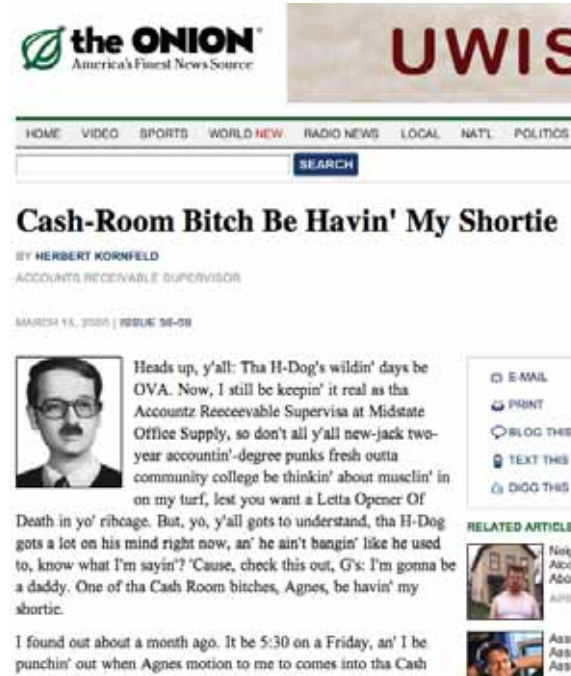 the ONION
America's Finest News Source
UWIS
HOME VIDEO SPORTS WORLD NEW RADIO NEWS LOCAL NAT'L POLITICS
SEARCH
Cash-Room Bitch Be Havin' My Shortie
BY HERBERT KORNFELD
ACCOUNTS RECEIVABLE SUPERVISOR
MARCH | ISSUE
Heads up, y'all: Tha H-Dog's wildin' days be
OVA. Now, I still be keepin' it real as tha
Accountz Reeceevable Supervisa at Midstate
Office Supply, so don't all y'all new-jack two-
year accountin'-degree punks fresh outta
community college be thinkin' about musclin' in
on my turf, lest you want a Letta Opener Of
Death in yo' ribcage. But, yo, y'all gots to understand, tha H-Dog
gots a lot on his mind right now, an' he ain't bangin' like he used
to, know what I'm sayin'? 'Cause, check this out, G's: I'm gonna be
a daddy. One of tha Cash Room bitches, Agnes, be havin' my
shortie.
I found out about a month ago. It be 5:30 on a Friday, an' I be
punchin' out when Agnes motion to me to comes into tha Cash
E-MAIL
PRINT
BLOG THIS
TEXT THIS
DIGG THIS
RELATED ARTICLE
Abo
Ass
Ass
Ass